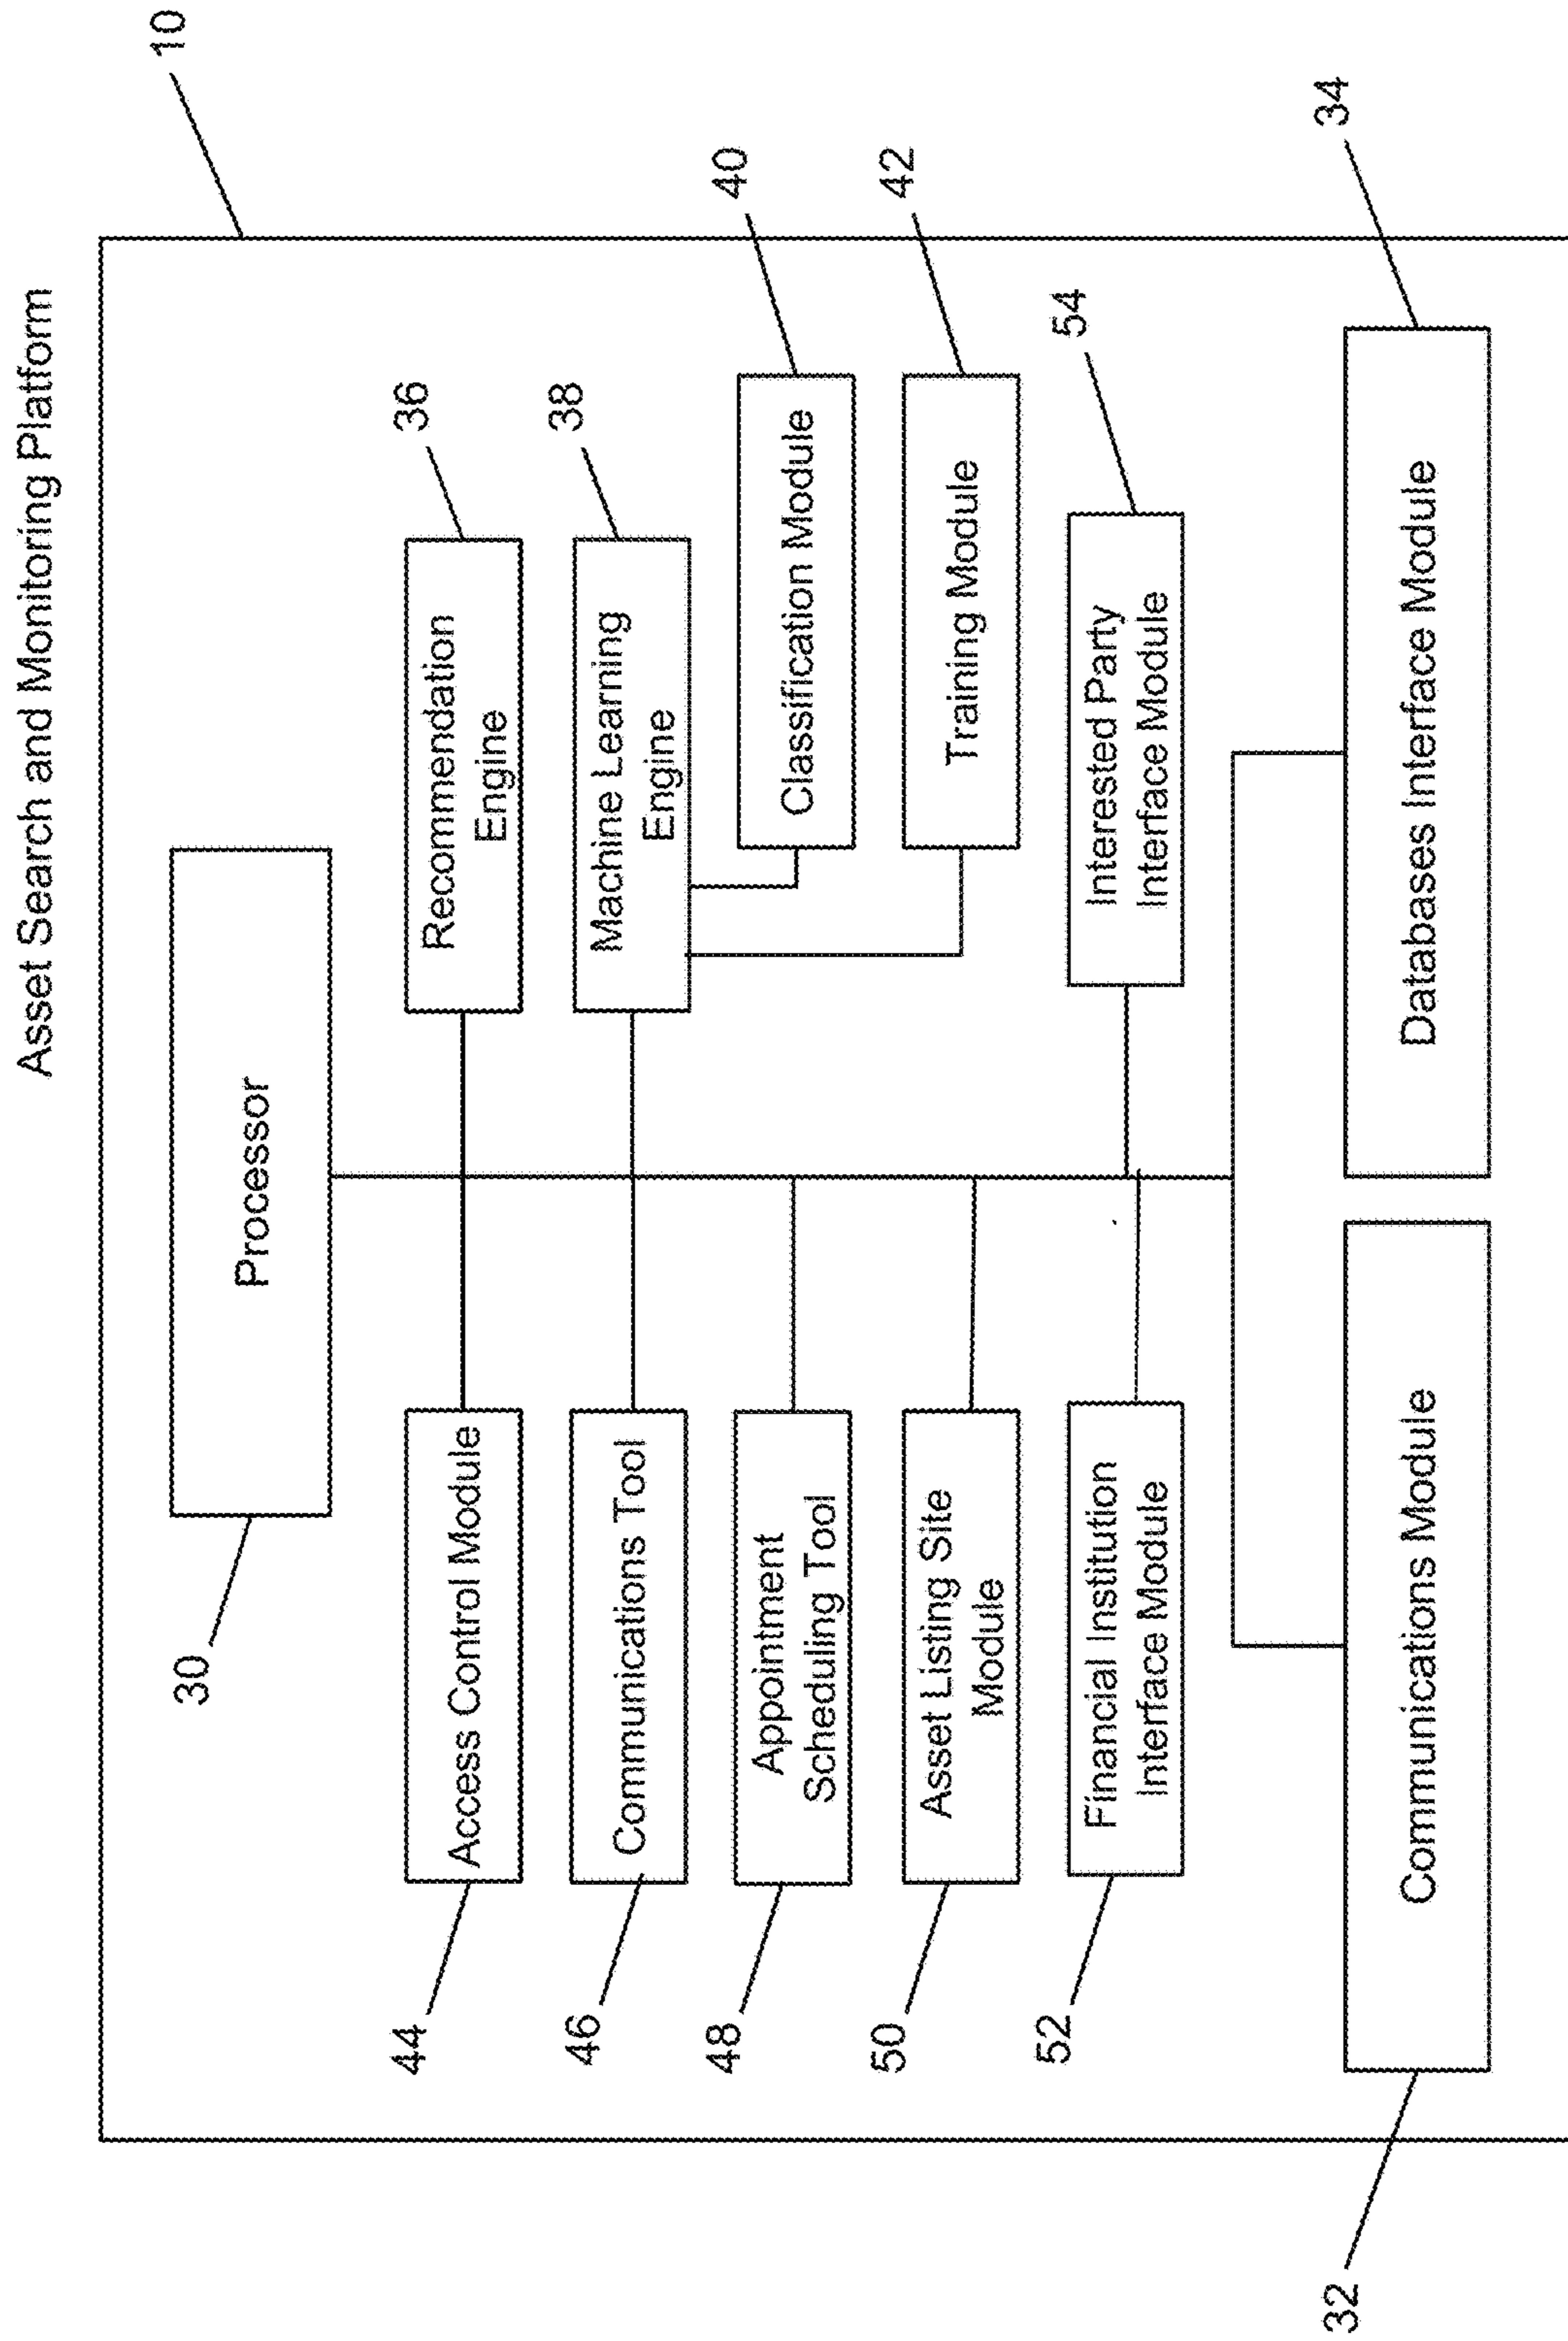 Asset Search and Monitoring Platform
10
Processor
30
44
Access Control Module
Recommendation
Engine
36
46
Communications Tool
Machine Learning
Engine
38
48
Appointment
Scheduling Tool
Classification Module
40
50
Asset Listing Site
Module
Training Module
42
52
Financial Institution
Interface Module
Interested Party
Interface Module
54
32
Communications Module
Databases Interface Module
34